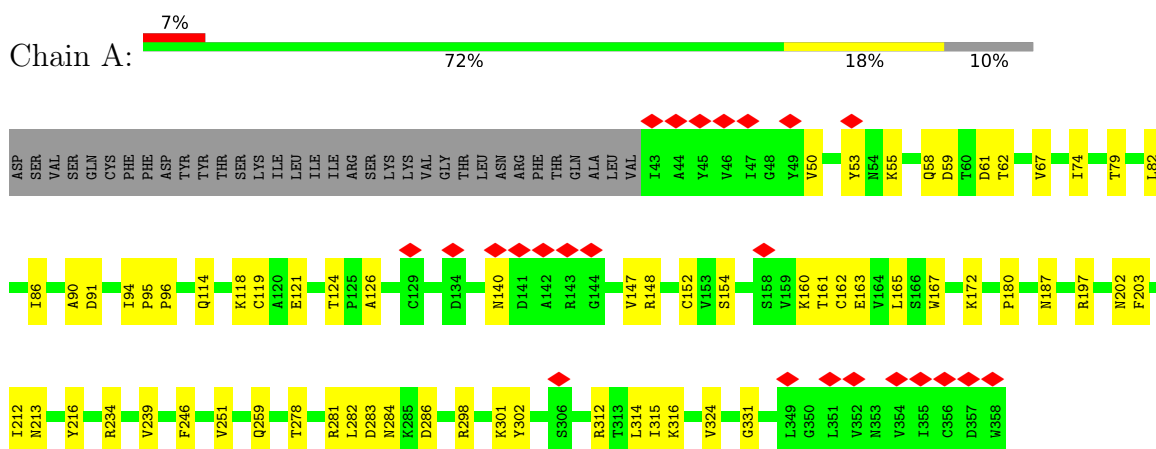 7%
Chain A:
72% 18% 10%
ASP SER VAL SER GLN CYS PHE PHE ASP TYR TYR THR SER LYS ILE LEU ILE ILE ARG SER LYS LYS VAL GLY THR LEU ASN ARG PHE THR GLN ALA LEU VAL I43 A44 Y45 V46 I47 G48 Y49 V50 Y53 N54 K55 Q58 D59 T60 D61 T62 V67 I74 T79 L82
I86 A90 D91 I94 P95 P96 Q114 K118 C119 A120 E121 T124 P125 A126 C129 D134 N140 D141 A142 R143 G144 V147 R148 C152 V153 S154 S158 V159 K160 T161 C162 E163 V164 L165 S166 W167 K172 P180 N187 R197 N202 F203
I212 N213 Y216 R234 V239 F246 V251 Q259 T278 R281 L282 D283 N284 K285 D286 R298 K301 Y302 S306 R312 T313 L314 I315 K316 V324 G331 L349 G350 L351 V352 N353 V354 I355 C356 D357 W358